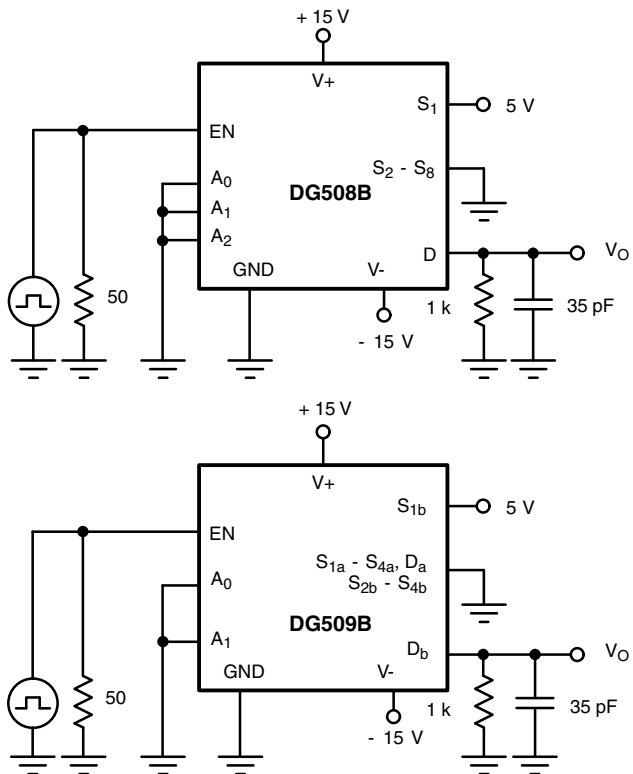 + 15 V
V+
S1
5 V
EN
A0
S2 - S8
A1
DG508B
A2
GND
V-
D
VO
50
1 k
35 pF
- 15 V
+ 15 V
V+
S1b
5 V
EN
S1a - S4a, Da
S2b - S4b
A0
DG509B
A1
Db
VO
GND
V-
50
1 k
35 pF
- 15 V